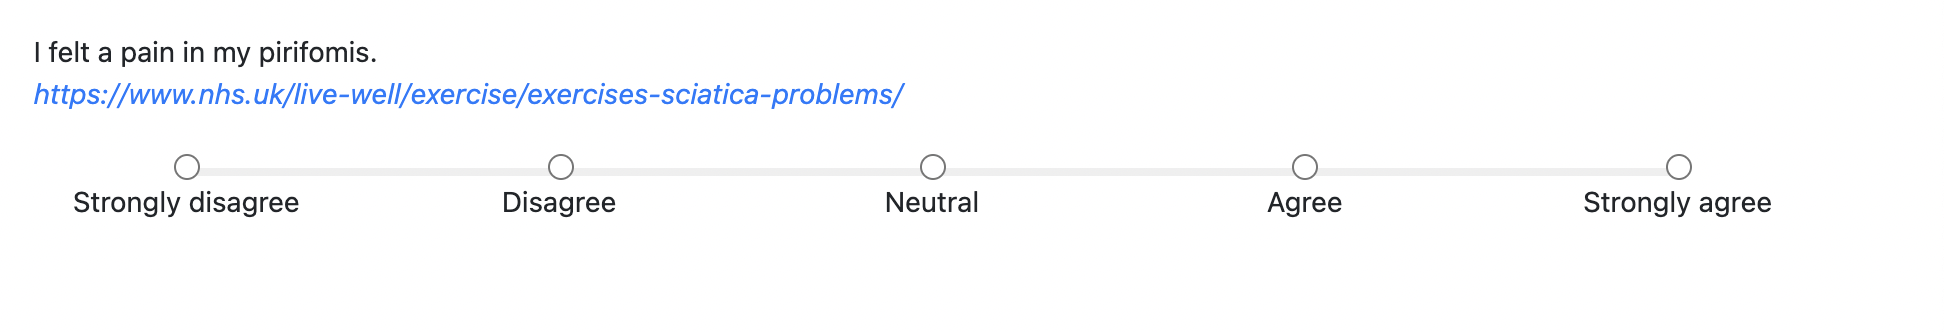 I felt a pain in my pirifomis.
https://www.nhs.uk/live-well/exercise/exercises-sciatica-problems/
Strongly disagree Disagree Neutral Agree Strongly agree